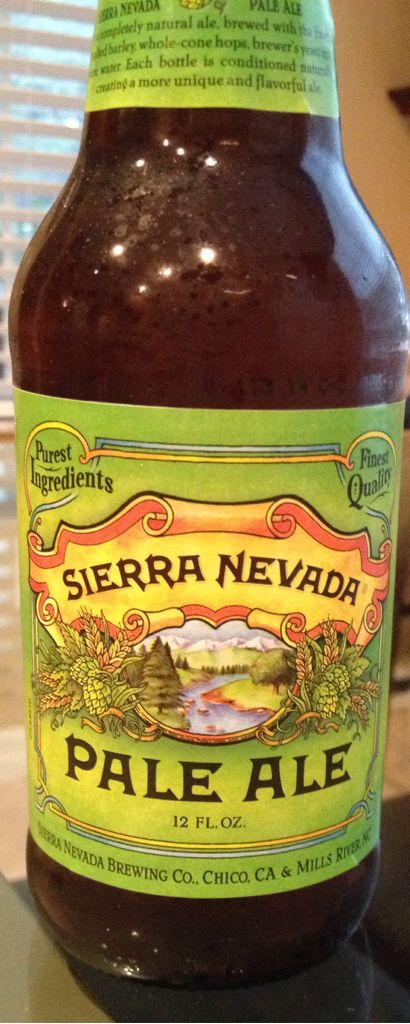 SIERRA NEVADA PALE ALE
completely natural ale, brewed with the
barley, whole-cone hops, brewer's yeast
water. Each bottle is conditioned
creating a more unique and flavorful ale.
Purest
Ingredients
Finest
Quality
SIERRA NEVADA®
PALE ALE
12 FL. OZ.
SIERRA NEVADA BREWING CO., CHICO, CA & MILLS RIVER, NC